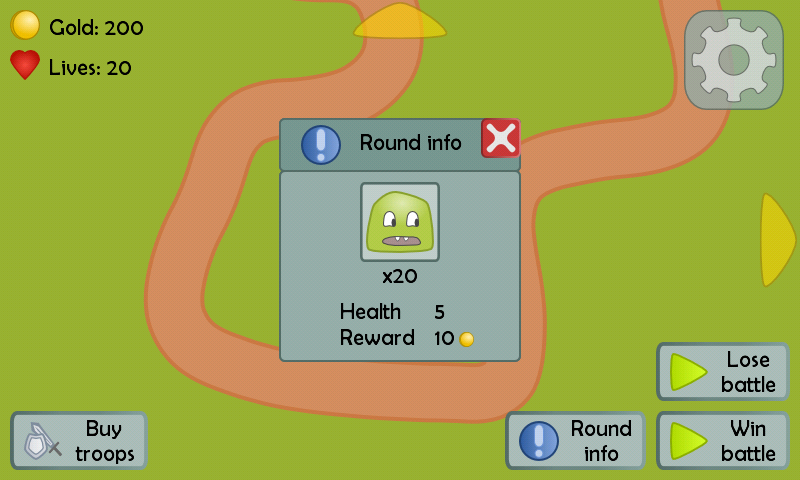 Gold: 200
Lives: 20
Round info
x20
Health 5
Reward 10
Lose
battle
Buy
troops
Round
info
Win
battle